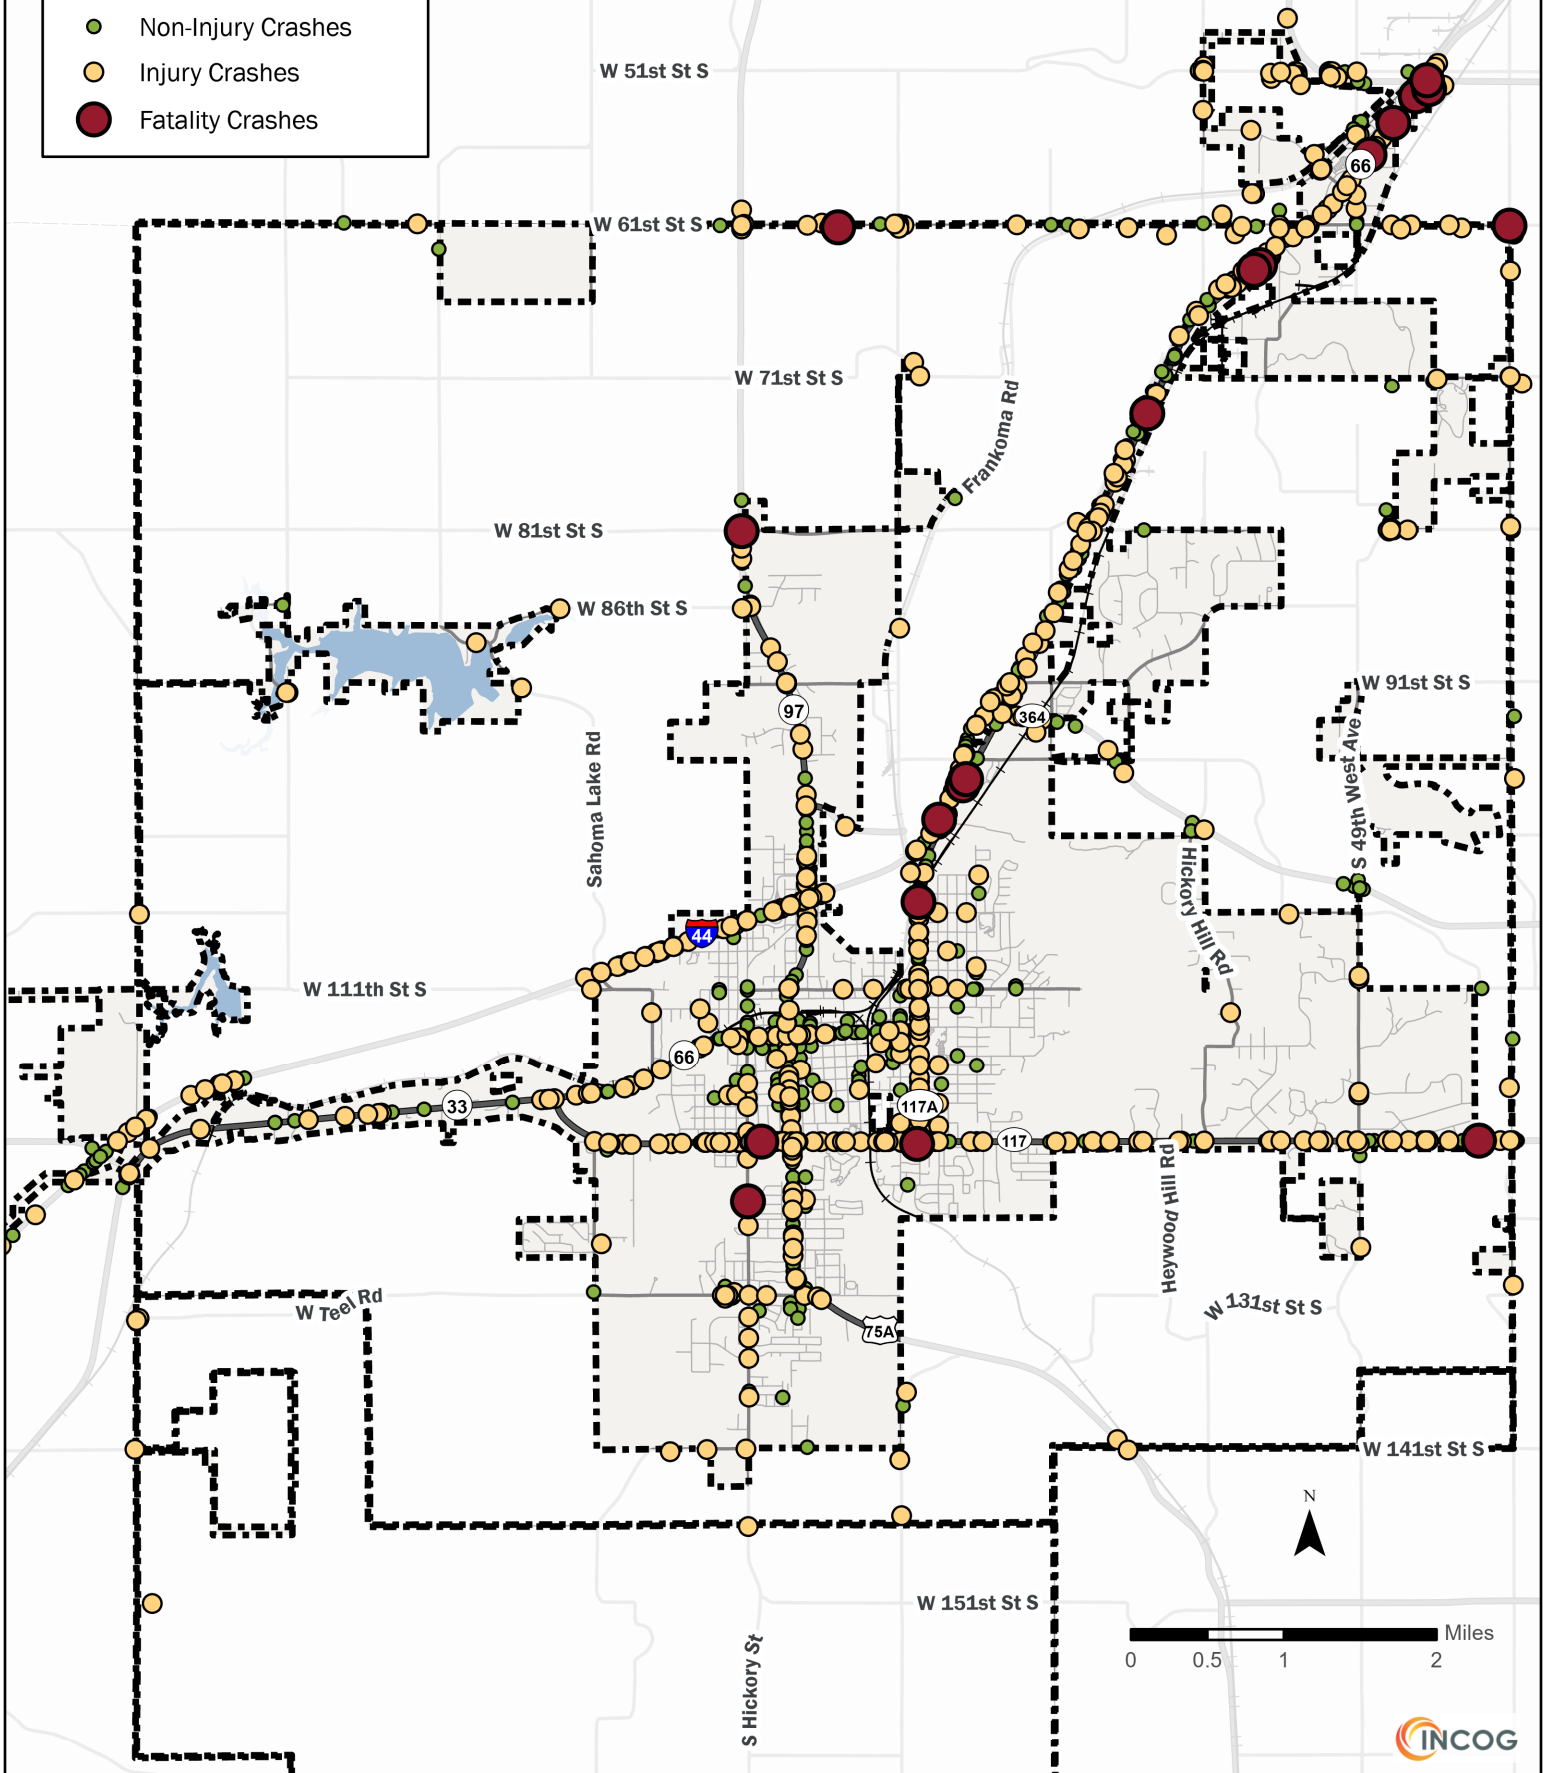 Non-Injury Crashes
Injury Crashes
Fatality Crashes
W 51st St S
66
W 61st St S
W 71st St S
Frankoma Rd
W 81st St S
W 86th St S
W 91st St S
97
364
S 49th West Ave
Sahoma Lake Rd
Hickory Hill Rd
44
W 111th St S
66
33
117A
117
Heywood Hill Rd
W Teel Rd
W 131st St S
75A
W 141st St S
N
W 151st St S
S Hickory St
Miles
0 0.5 1 2
INCOG